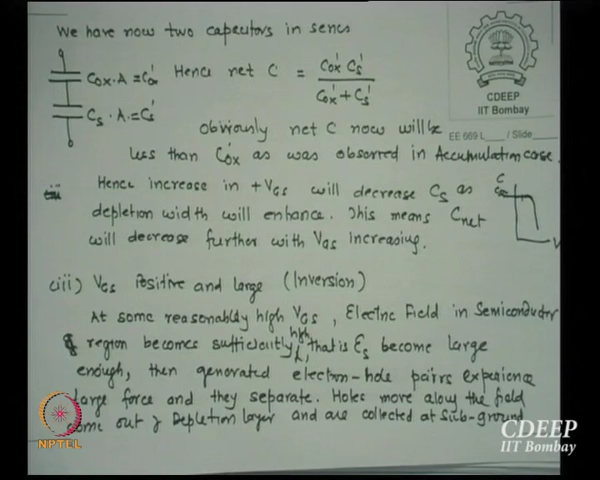 We have now two capacitors in series
Cox·A = C'ox Hence net C' = C'ox C's / C'ox + C's
Cs·A = C's
CDEEP
IIT Bombay
EE 669 L____/Slide____
Obviously net C now will be
less than C'ox as was observed in Accumulation case.
Hence increase in +VGS will decrease Cs as
depletion width will enhance. This means Cnet
will decrease further with VGS increasing.
C
V
(iii) VGS Positive and large (Inversion)
At some reasonably high VGS, Electric Field in Semiconductor
region becomes sufficiently high, that is Es become large
enough, then generated electron-hole pairs experience
large force and they separate. Holes move along the field
come out of Depletion layer and are collected at Sub-ground
NPTEL
CDEEP
IIT Bombay